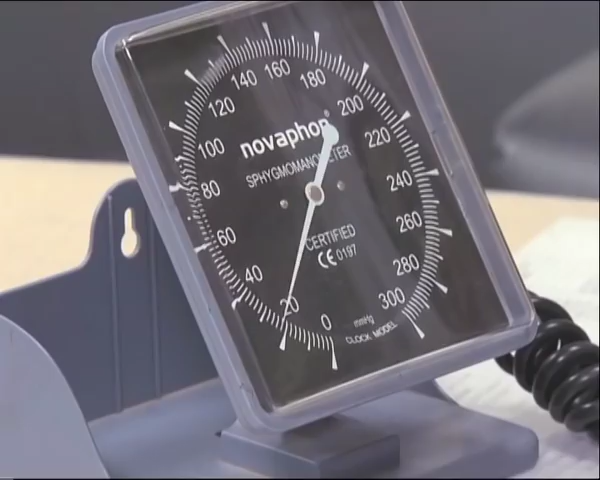 140 160 180
120 200
100 novaphon® 220
SPHYGMOMANOMETER
80 240
60 CERTIFIED 260
CE 0197
40 280
20 0 mmHg 300
CLOCK MODEL